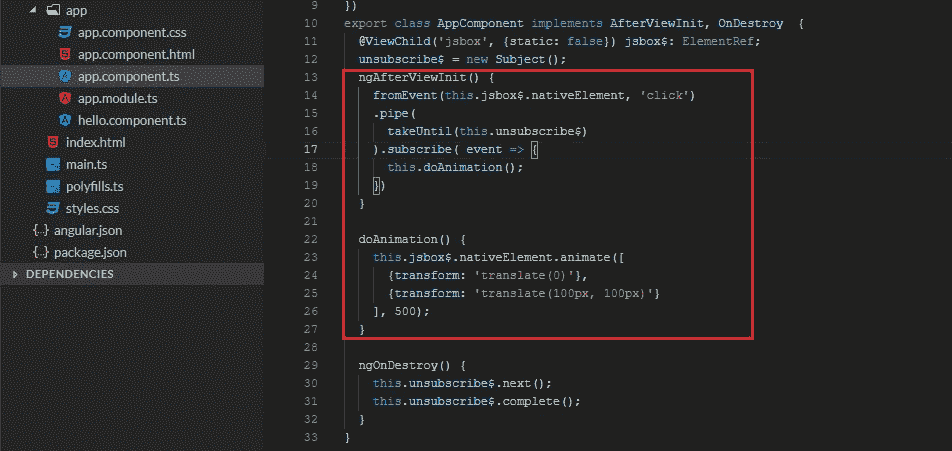 app
app.component.css
app.component.html
app.component.ts
app.module.ts
hello.component.ts
index.html
main.ts
polyfills.ts
styles.css
{..} angular.json
{..} package.json
DEPENDENCIES
9 })
10 export class AppComponent implements AfterViewInit, OnDestroy {
11 @ViewChild('jsbox', {static: false}) jsbox$: ElementRef;
12 unsubscribe$ = new Subject();
13 ngAfterViewInit() {
14 fromEvent(this.jsbox$.nativeElement, 'click')
15 .pipe(
16 takeUntil(this.unsubscribe$)
17 ).subscribe( event => {
18 this.doAnimation();
19 })
20 }
21
22 doAnimation() {
23 this.jsbox$.nativeElement.animate([
24 {transform: 'translate(0)'},
25 {transform: 'translate(100px, 100px)'}
26 ], 500);
27 }
28
29 ngOnDestroy() {
30 this.unsubscribe$.next();
31 this.unsubscribe$.complete();
32 }
33 }